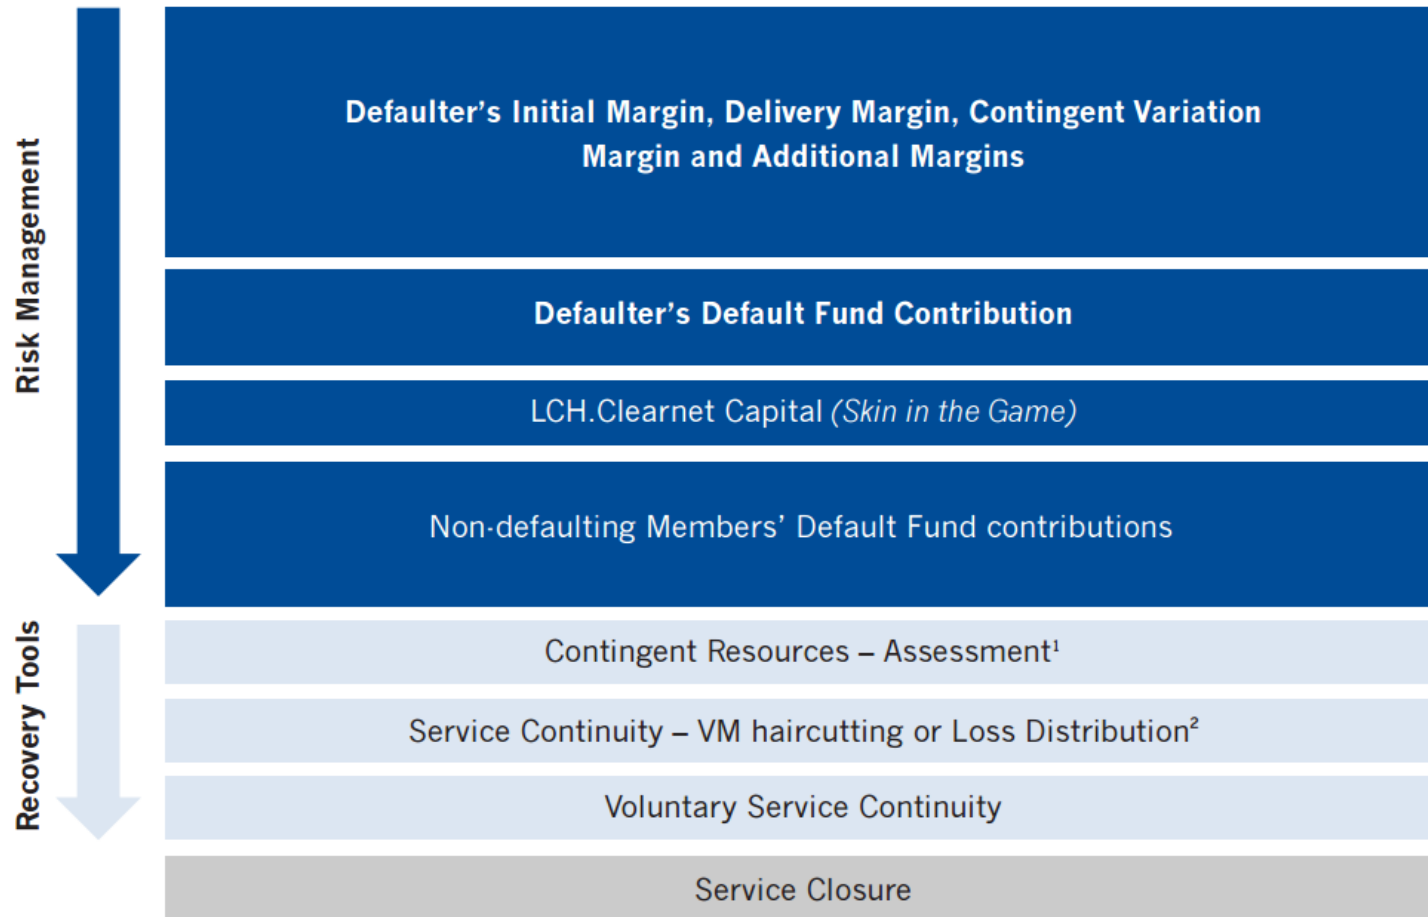 Risk Management
Defaulter's Initial Margin, Delivery Margin, Contingent Variation
Margin and Additional Margins
Defaulter's Default Fund Contribution
LCH.Clearnet Capital (Skin in the Game)
Non-defaulting Members' Default Fund contributions
Recovery Tools
Contingent Resources – Assessment¹
Service Continuity – VM haircutting or Loss Distribution²
Voluntary Service Continuity
Service Closure